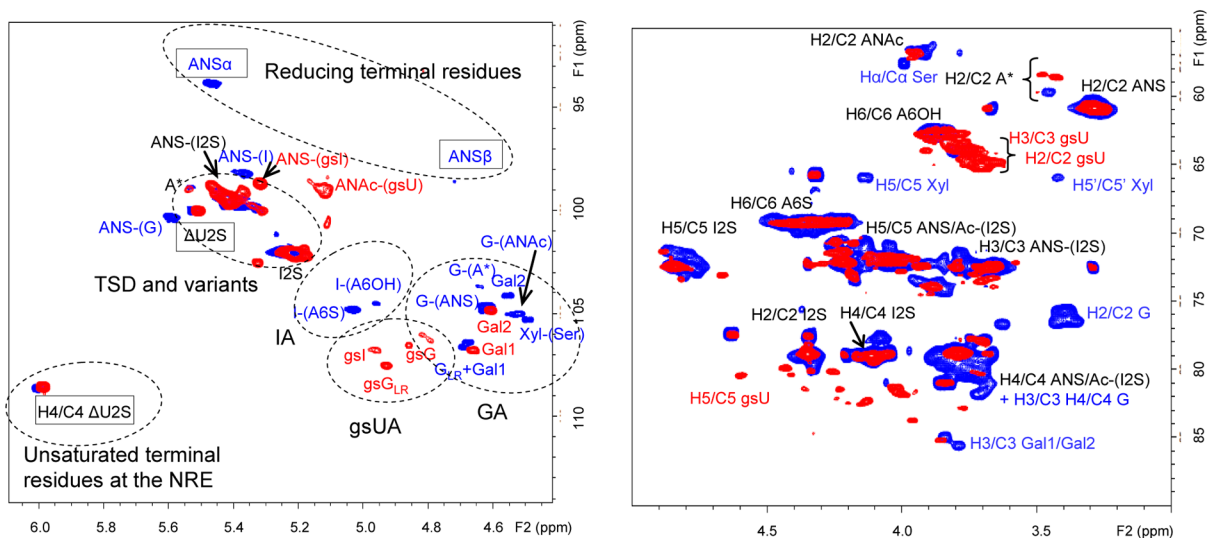 ANSα
Reducing terminal residues
ANS-(I2S)
ANS-(I)
ANS-(gsI)
ANSβ
A*
ANAc-(gsU)
ANS-(G)
ΔU2S
I2S
TSD and variants
G-(ANAc)
G-(A*)
Gal2
I-(A6OH)
G-(ANS)
I-(A6S)
Xyl-(Ser)
IA
Gal2
gsI
gsG
Gal1
gsG_LR
G_LR+Gal1
GA
gsUA
H4/C4 ΔU2S
Unsaturated terminal
residues at the NRE
95
100
105
110
F1 (ppm)
6.0
5.8
5.6
5.4
5.2
5.0
4.8
4.6
F2 (ppm)
H2/C2 ANAc
Hα/Cα Ser
H2/C2 A*
H2/C2 ANS
H6/C6 A6OH
H3/C3 gsU
H2/C2 gsU
H5/C5 Xyl
H5'/C5' Xyl
H6/C6 A6S
H5/C5 I2S
H5/C5 ANS/Ac-(I2S)
H3/C3 ANS-(I2S)
H2/C2 I2S
H4/C4 I2S
H2/C2 G
H5/C5 gsU
H4/C4 ANS/Ac-(I2S)
+ H3/C3 H4/C4 G
H3/C3 Gal1/Gal2
F1 (ppm)
60
65
70
75
80
85
4.5
4.0
3.5
F2 (ppm)